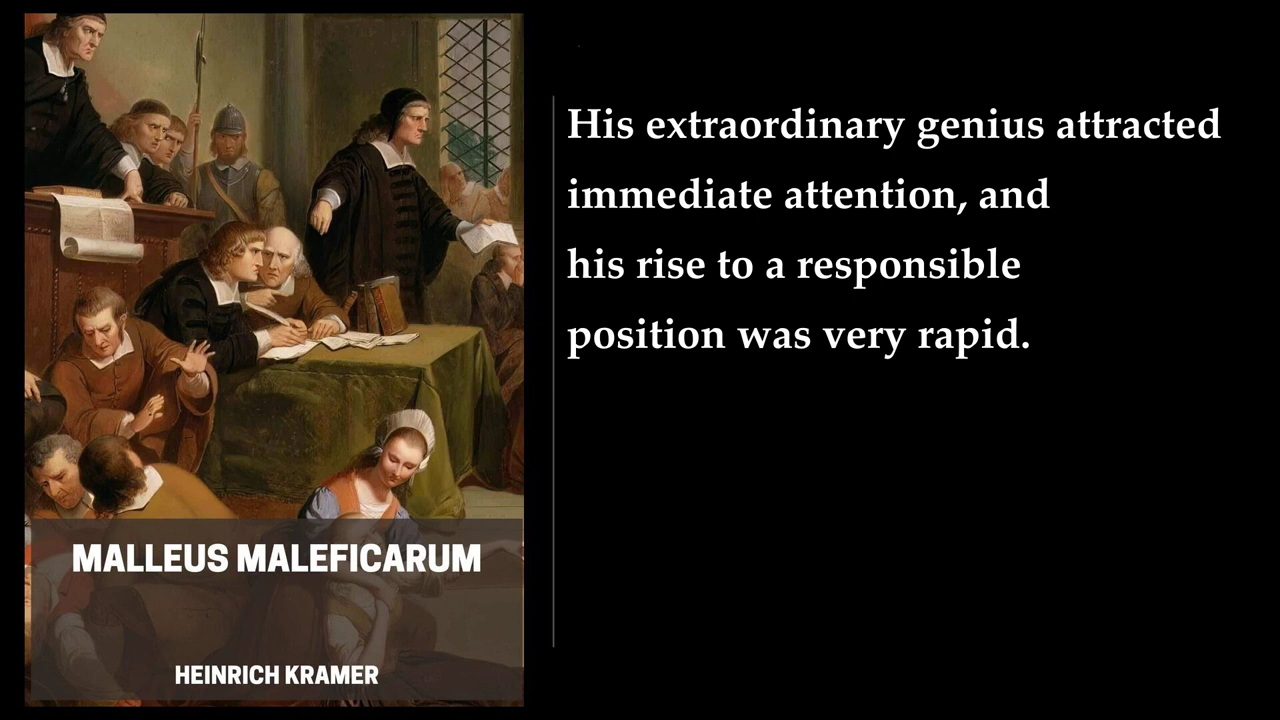 MALLEUS MALEFICARUM
HEINRICH KRAMER
His extraordinary genius attracted
immediate attention, and
his rise to a responsible
position was very rapid.